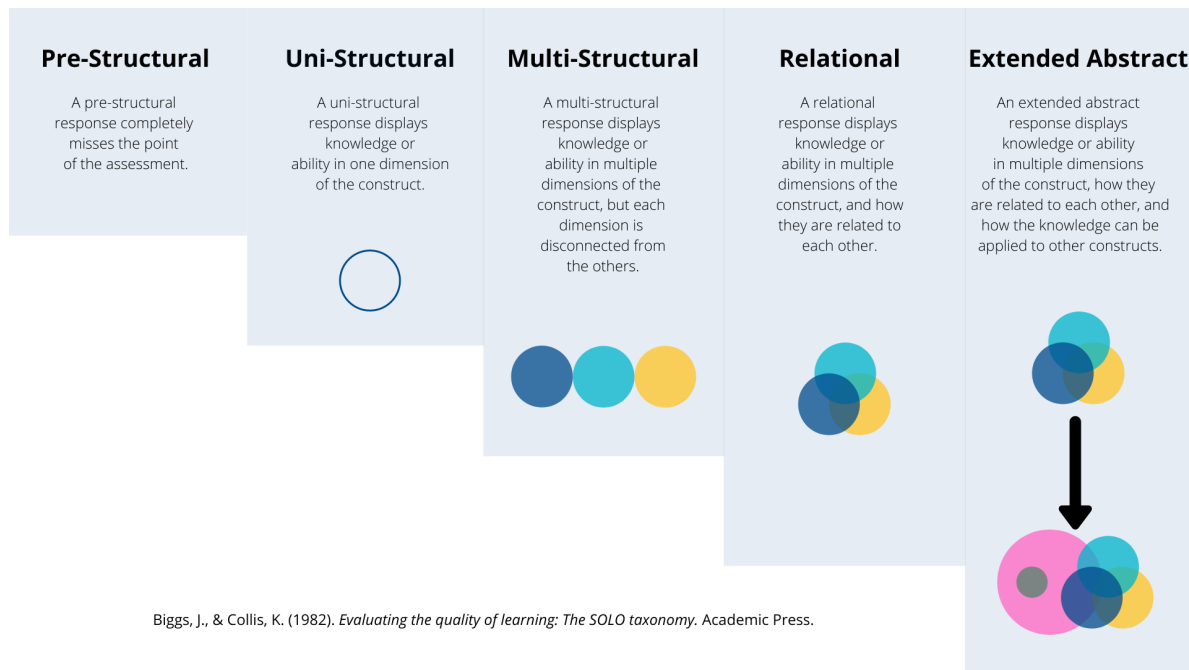 Pre-Structural
A pre-structural
response completely
misses the point
of the assessment.
Uni-Structural
A uni-structural
response displays
knowledge or
ability in one dimension
of the construct.
Multi-Structural
A multi-structural
response displays
knowledge or
ability in multiple
dimensions of the
construct, but each
dimension is
disconnected from
the others.
Relational
A relational
response displays
knowledge or
ability in multiple
dimensions of the
construct, and how
they are related to
each other.
Extended Abstract
An extended abstract
response displays
knowledge or ability
in multiple dimensions
of the construct, how they
are related to each other, and
how the knowledge can be
applied to other constructs.
Biggs, J., & Collis, K. (1982). Evaluating the quality of learning: The SOLO taxonomy. Academic Press.